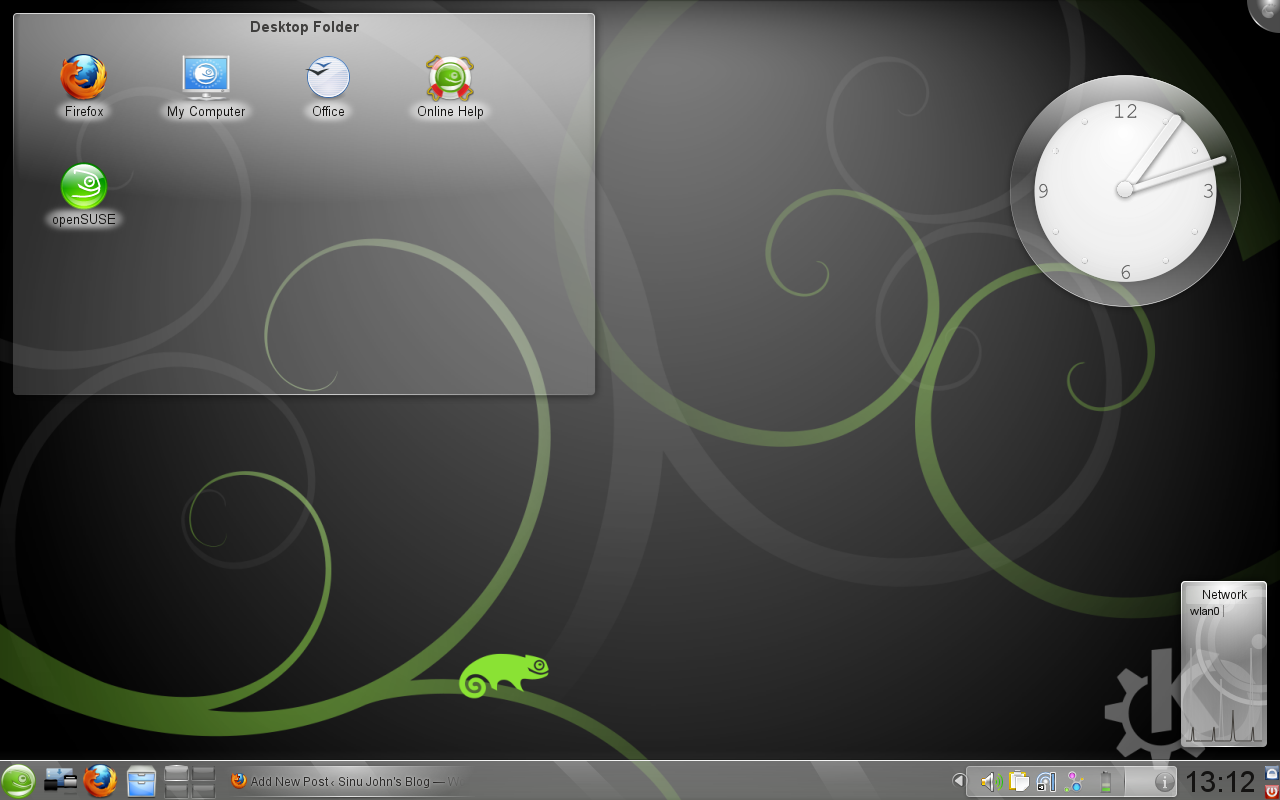 Desktop Folder
Firefox
My Computer
Office
Online Help
openSUSE
12
9
3
6
Network
wlan0
Add New Post ‹ Sinu John's Blog — W
13:12